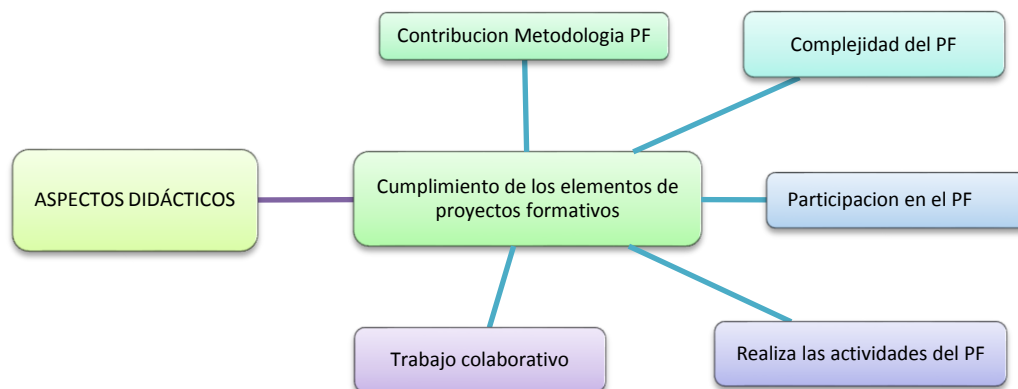 Contribucion Metodologia PF
Complejidad del PF
ASPECTOS DIDÁCTICOS
Cumplimiento de los elementos de
proyectos formativos
Participacion en el PF
Trabajo colaborativo
Realiza las actividades del PF